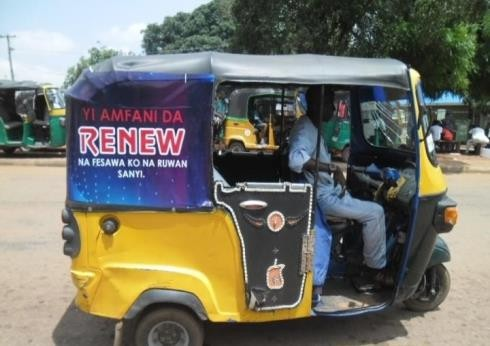 YI AMFANI DA
RENEW
NA FESAWA KO NA RUWAN
SANYI.